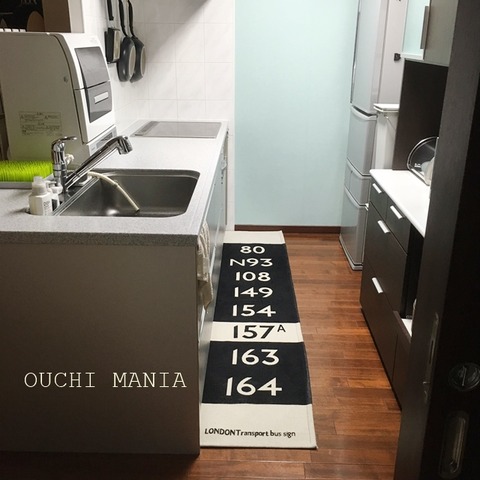 80
N93
108
149
154
157A
163
164
LONDON Transport bus sign
OUCHI MANIA